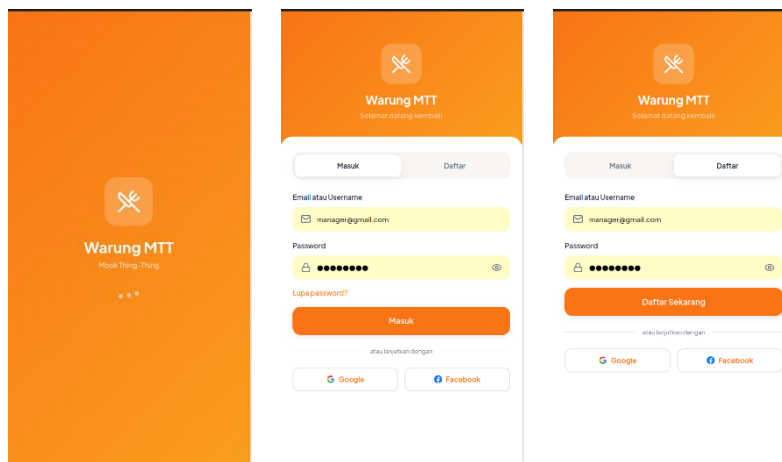 Warung MTT
Mbok Thing-Thing
Warung MTT
Selamat datang kembali!
Masuk Daftar
Email atau Username
manager@gmail.com
Password
Lupa password?
Masuk
atau lanjutkan dengan
Google Facebook
Warung MTT
Selamat datang kembali!
Masuk Daftar
Email atau Username
manager@gmail.com
Password
Daftar Sekarang
atau lanjutkan dengan
Google Facebook